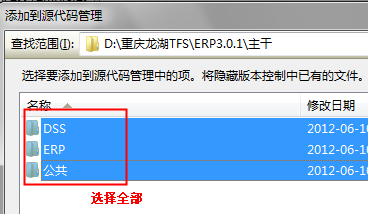 添加到源代码管理
查找范围(I): D:\重庆龙湖TFS\ERP3.0.1\主干
选择要添加到源代码管理中的项。将隐藏版本控制中已有的文件。
名称 修改日期
DSS 2012-06-10
ERP 2012-06-10
公共 2012-06-10
选择全部